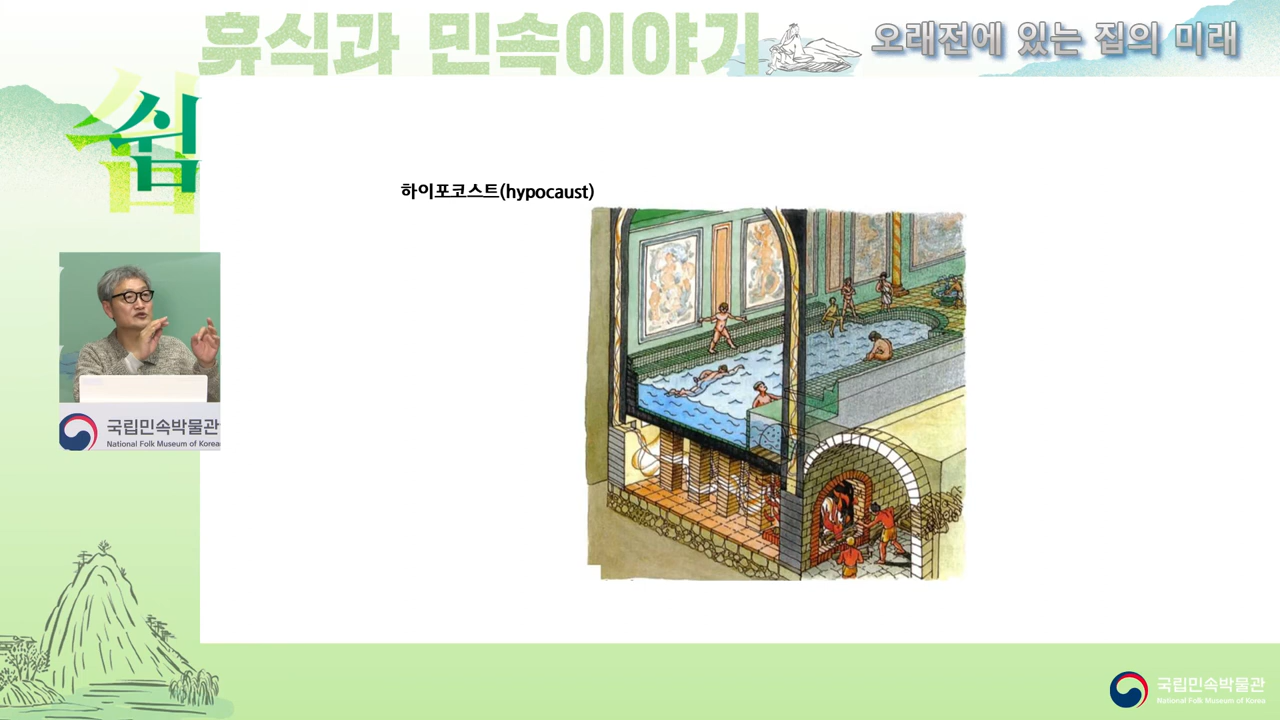 휴식과 민속이야기
오래전에 있는 집의 미래
쉼
하이포코스트(hypocaust)
국립민속박물관
National Folk Museum of Korea
국립민속박물관
National Folk Museum of Korea